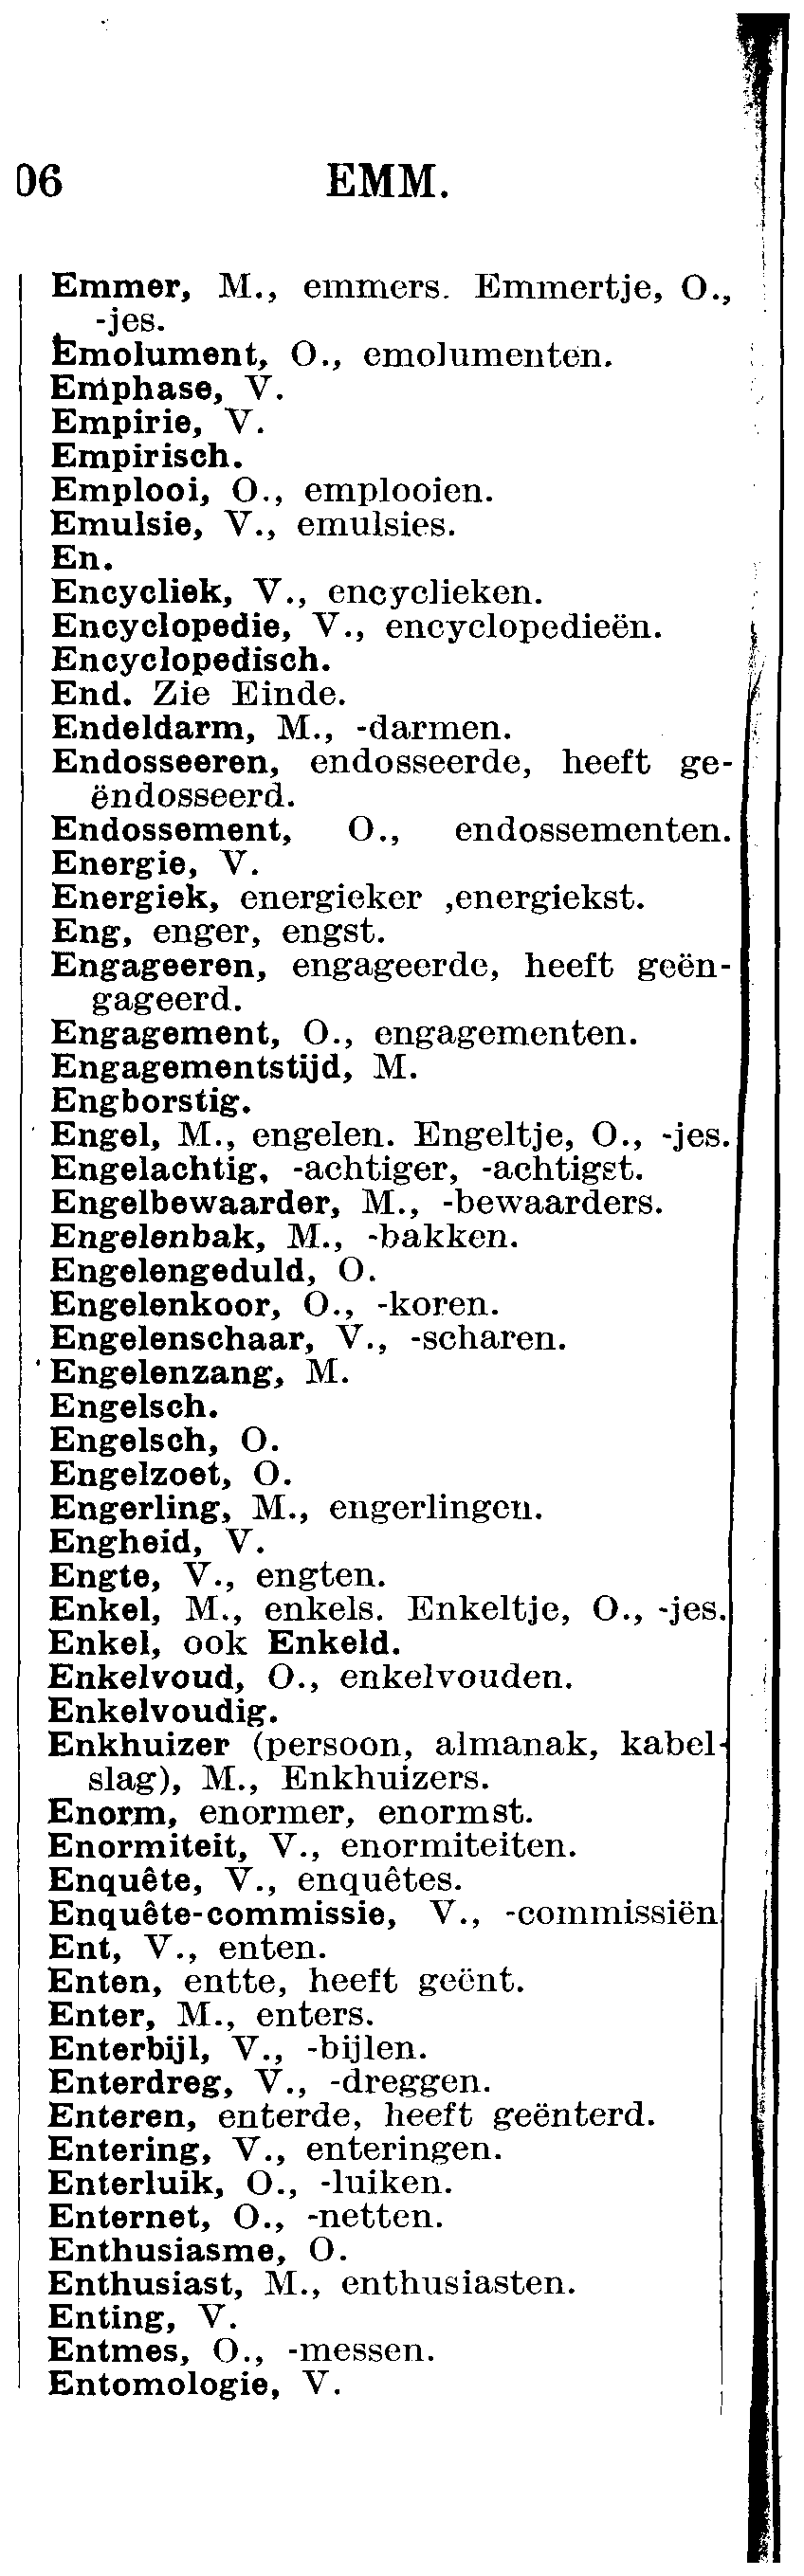 06 EMM.
Emmer, M., emmers. Emmertje, O.,
-jes.
Emolument, O., emolumenten.
Emphase, V.
Empirie, V.
Empirisch.
Emplooi, O., emplooien.
Emulsie, V., emulsies.
En.
Encycliek, V., encyclieken.
Encyclopedie, V., encyclopedieën.
Encyclopedisch.
End. Zie Einde.
Endeldarm, M., -darmen.
Endosseeren, endosseerde, heeft ge-
ëndosseerd.
Endossement, O., endossementen.
Energie, V.
Energiek, energieker ,energiekst.
Eng, enger, engst.
Engageeren, engageerde, heeft geën-
gageerd.
Engagement, O., engagementen.
Engagementstijd, M.
Engborstig.
Engel, M., engelen. Engeltje, O., -jes.
Engelachtig, -achtiger, -achtigst.
Engelbewaarder, M., -bewaarders.
Engelenbak, M., -bakken.
Engelengeduld, O.
Engelenkoor, O., -koren.
Engelenschaar, V., -scharen.
Engelenzang, M.
Engelsch.
Engelsch, O.
Engelzoet, O.
Engerling, M., engerlingen.
Engheid, V.
Engte, V., engten.
Enkel, M., enkels. Enkeltje, O., -jes.
Enkel, ook Enkeld.
Enkelvoud, O., enkelvouden.
Enkelvoudig.
Enkhuizer (persoon, almanak, kabel-
slag), M., Enkhuizers.
Enorm, enormer, enormst.
Enormiteit, V., enormiteiten.
Enquête, V., enquêtes.
Enquête-commissie, V., -commissiën
Ent, V., enten.
Enten, entte, heeft geënt.
Enter, M., enters.
Enterbijl, V., -bijlen.
Enterdreg, V., -dreggen.
Enteren, enterde, heeft geënterd.
Entering, V., enteringen.
Enterluik, O., -luiken.
Enternet, O., -netten.
Enthusiasme, O.
Enthusiast, M., enthusiasten.
Enting, V.
Entmes, O., -messen.
Entomologie, V.